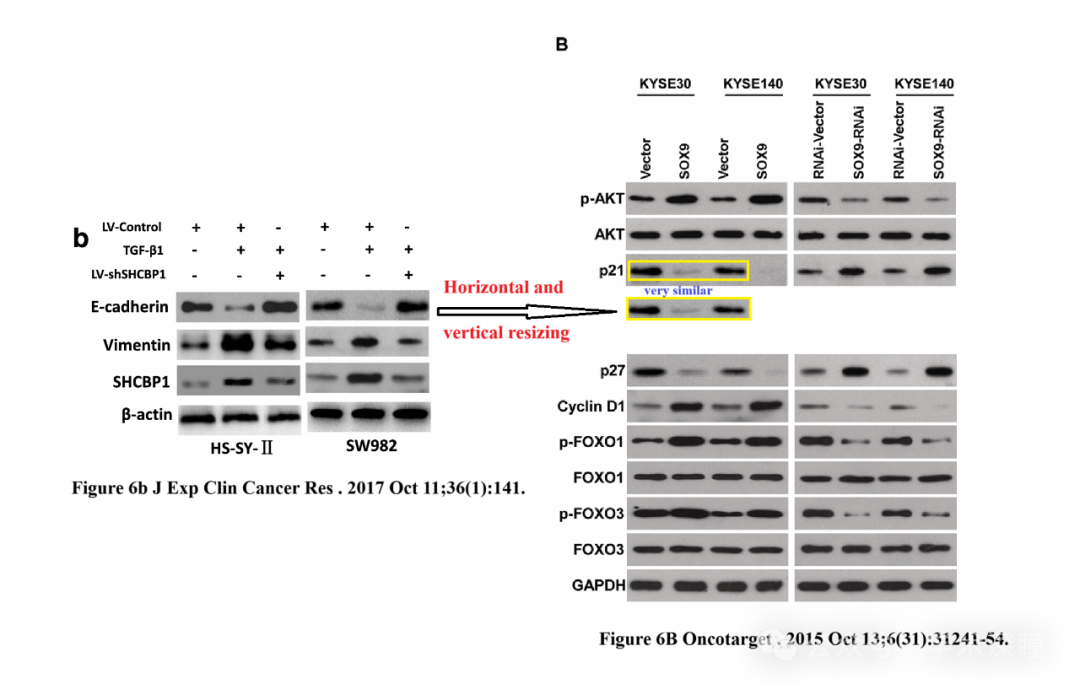 B
KYSE30 KYSE140 KYSE30 KYSE140
Vector SOX9 Vector SOX9 RNAi-Vector SOX9-RNAi RNAi-Vector SOX9-RNAi
p-AKT
AKT
p21
very similar
p27
Cyclin D1
p-FOXO1
FOXO1
p-FOXO3
FOXO3
GAPDH
b
LV-Control + + - + + -
TGF-β1 - + + - + +
LV-shSHCBP1 - - + - - +
E-cadherin
Vimentin
SHCBP1
β-actin
HS-SY-Ⅱ SW982
Horizontal and
vertical resizing
Figure 6b J Exp Clin Cancer Res . 2017 Oct 11;36(1):141.
Figure 6B Oncotarget . 2015 Oct 13;6(31):31241-54.